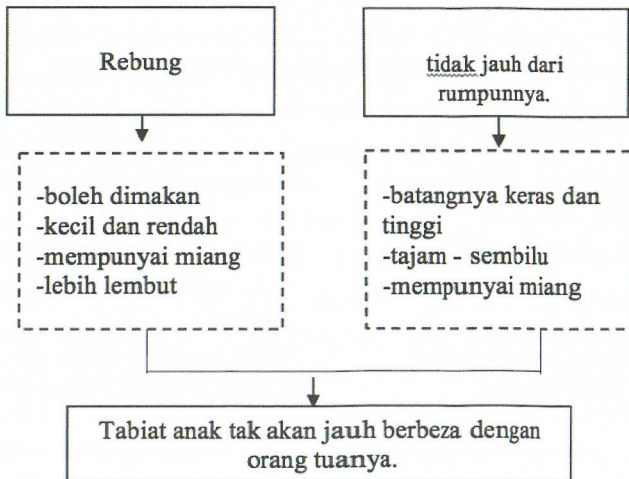 Rebung
tidak jauh dari
rumpunnya.
-boleh dimakan
-kecil dan rendah
-mempunyai miang
-lebih lembut
-batangnya keras dan
tinggi
-tajam - sembilu
-mempunyai miang
Tabiat anak tak akan jauh berbeza dengan
orang tuanya.